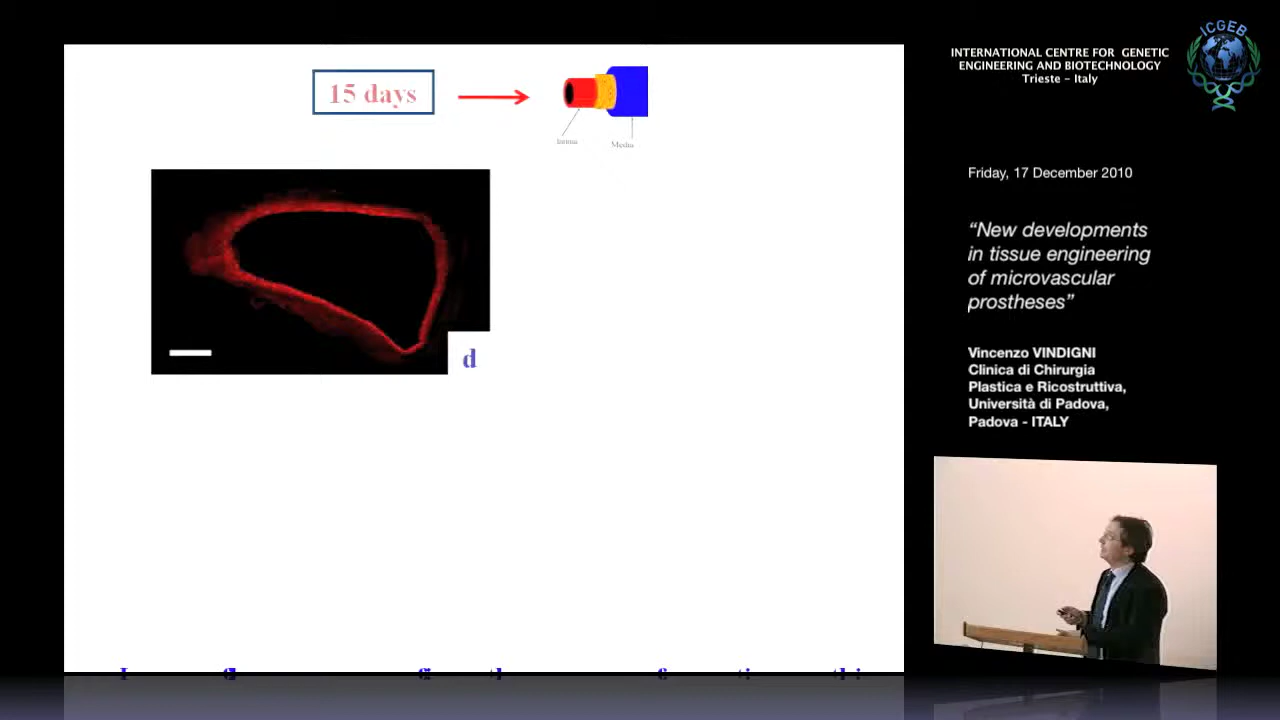 15 days
Intima
Media
d
INTERNATIONAL CENTRE FOR GENETIC
ENGINEERING AND BIOTECHNOLOGY
Trieste – Italy
ICGEB
Friday, 17 December 2010
“New developments
in tissue engineering
of microvascular
prostheses”
Vincenzo VINDIGNI
Clinica di Chirurgia
Plastica e Ricostruttiva,
Università di Padova,
Padova - ITALY